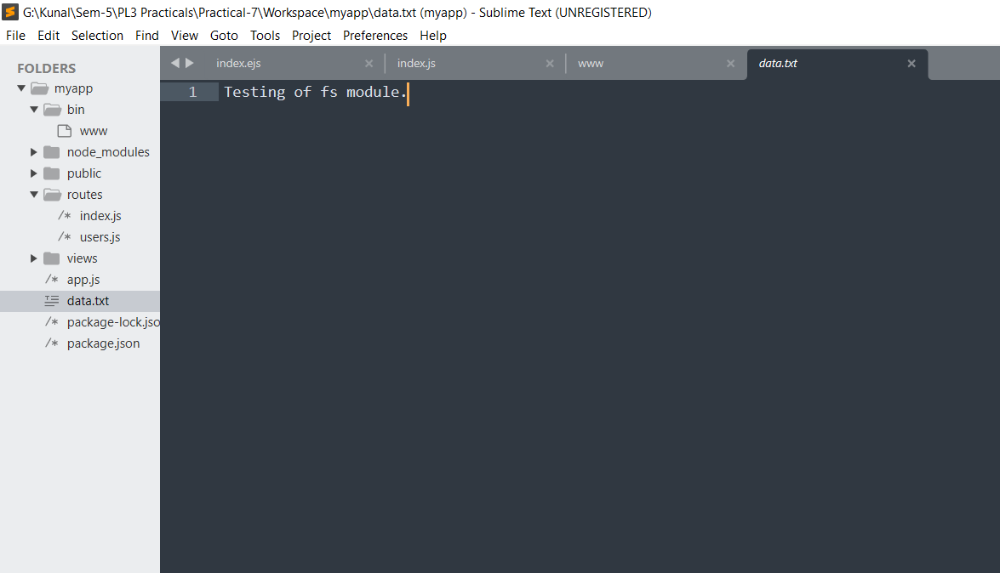 G:\Kunal\Sem-5\PL3 Practicals\Practical-7\Workspace\myapp\data.txt (myapp) - Sublime Text (UNREGISTERED)
File Edit Selection Find View Goto Tools Project Preferences Help
FOLDERS
myapp
bin
www
node_modules
public
routes
/* index.js
/* users.js
views
/* app.js
data.txt
/* package-lock.jso
/* package.json
index.ejs × index.js × www × data.txt ×
1 Testing of fs module.